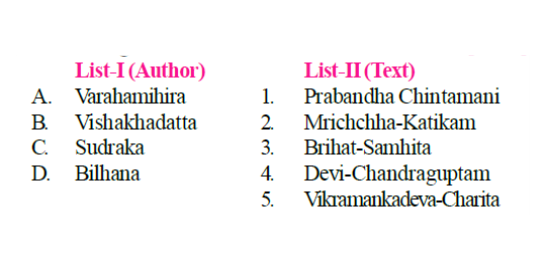 List-I (Author) List-II (Text)
A. Varahamihira 1. Prabandha Chintamani
B. Vishakhadatta 2. Mrichchha-Katikam
C. Sudraka 3. Brihat-Samhita
D. Bilhana 4. Devi-Chandraguptam
5. Vikramankadeva-Charita